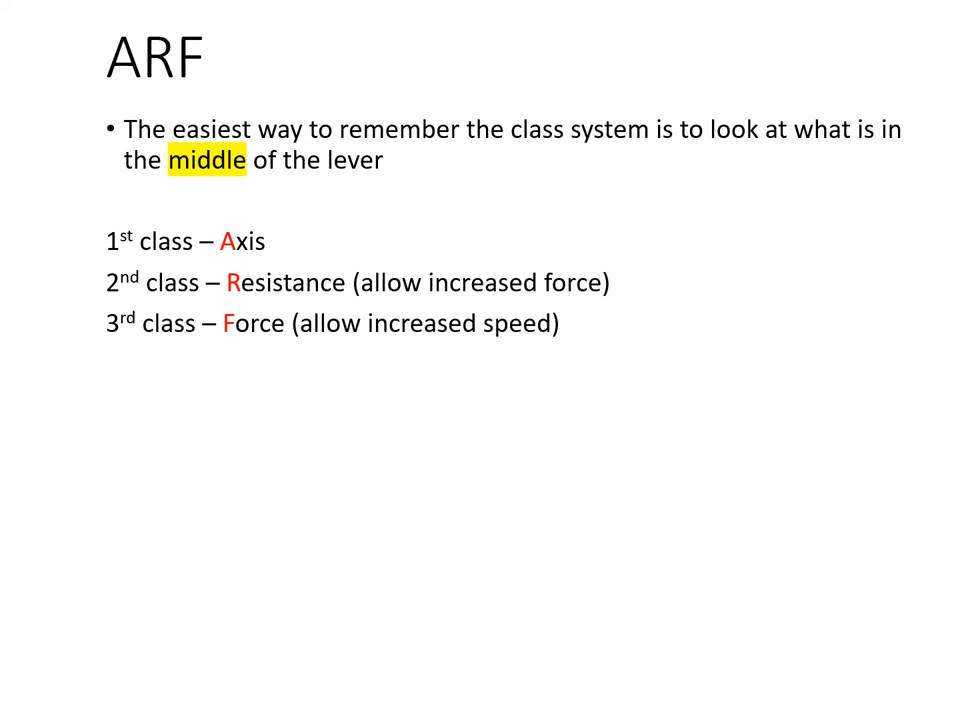 ARF
• The easiest way to remember the class system is to look at what is in
the middle of the lever
1st class – Axis
2nd class – Resistance (allow increased force)
3rd class – Force (allow increased speed)